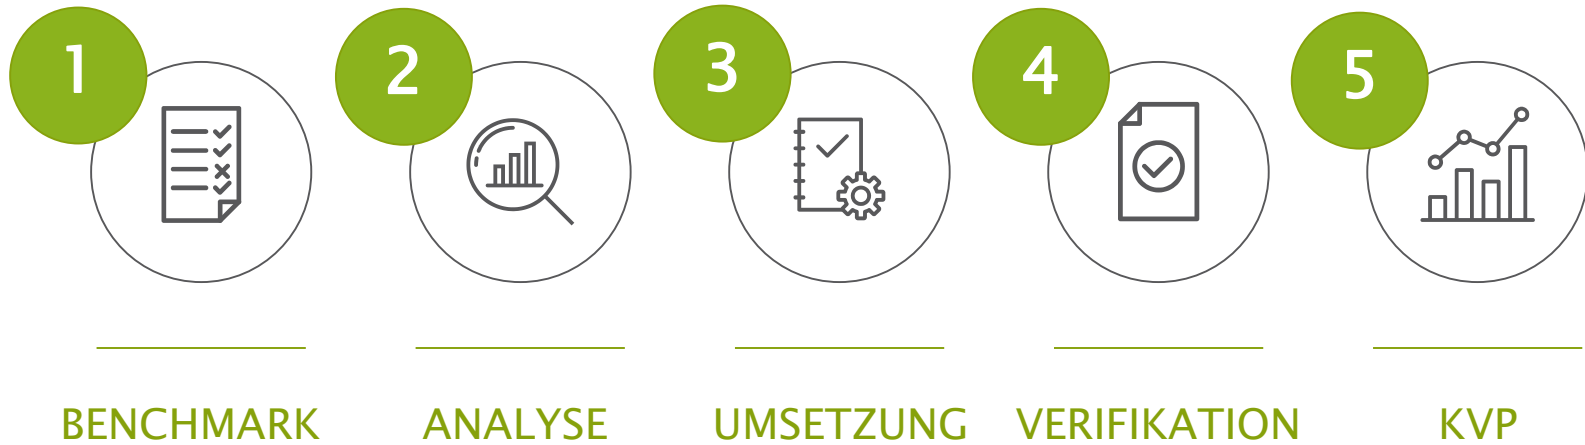 1 2 3 4 5
BENCHMARK ANALYSE UMSETZUNG VERIFIKATION KVP